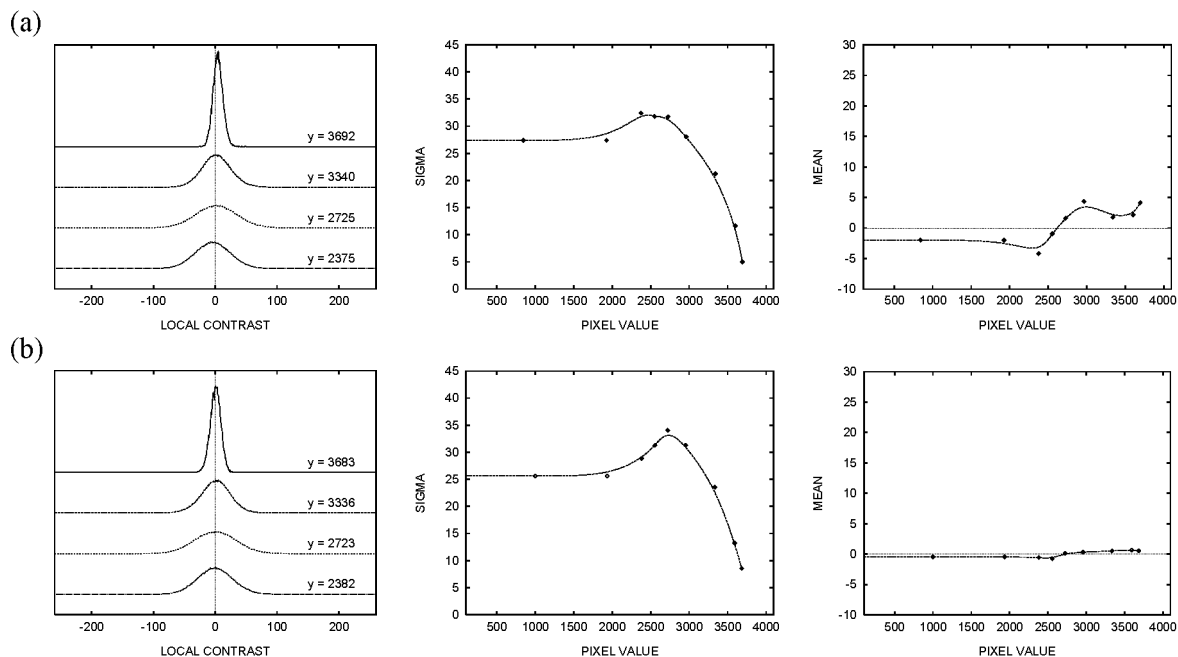 (a)
y = 3692
y = 3340
y = 2725
y = 2375
-200 -100 0 100 200
LOCAL CONTRAST
45
40
35
30
25
20
15
10
5
0
SIGMA
500 1000 1500 2000 2500 3000 3500 4000
PIXEL VALUE
30
25
20
15
10
5
0
-5
-10
MEAN
500 1000 1500 2000 2500 3000 3500 4000
PIXEL VALUE
(b)
y = 3683
y = 3336
y = 2723
y = 2382
-200 -100 0 100 200
LOCAL CONTRAST
45
40
35
30
25
20
15
10
5
0
SIGMA
500 1000 1500 2000 2500 3000 3500 4000
PIXEL VALUE
30
25
20
15
10
5
0
-5
-10
MEAN
500 1000 1500 2000 2500 3000 3500 4000
PIXEL VALUE